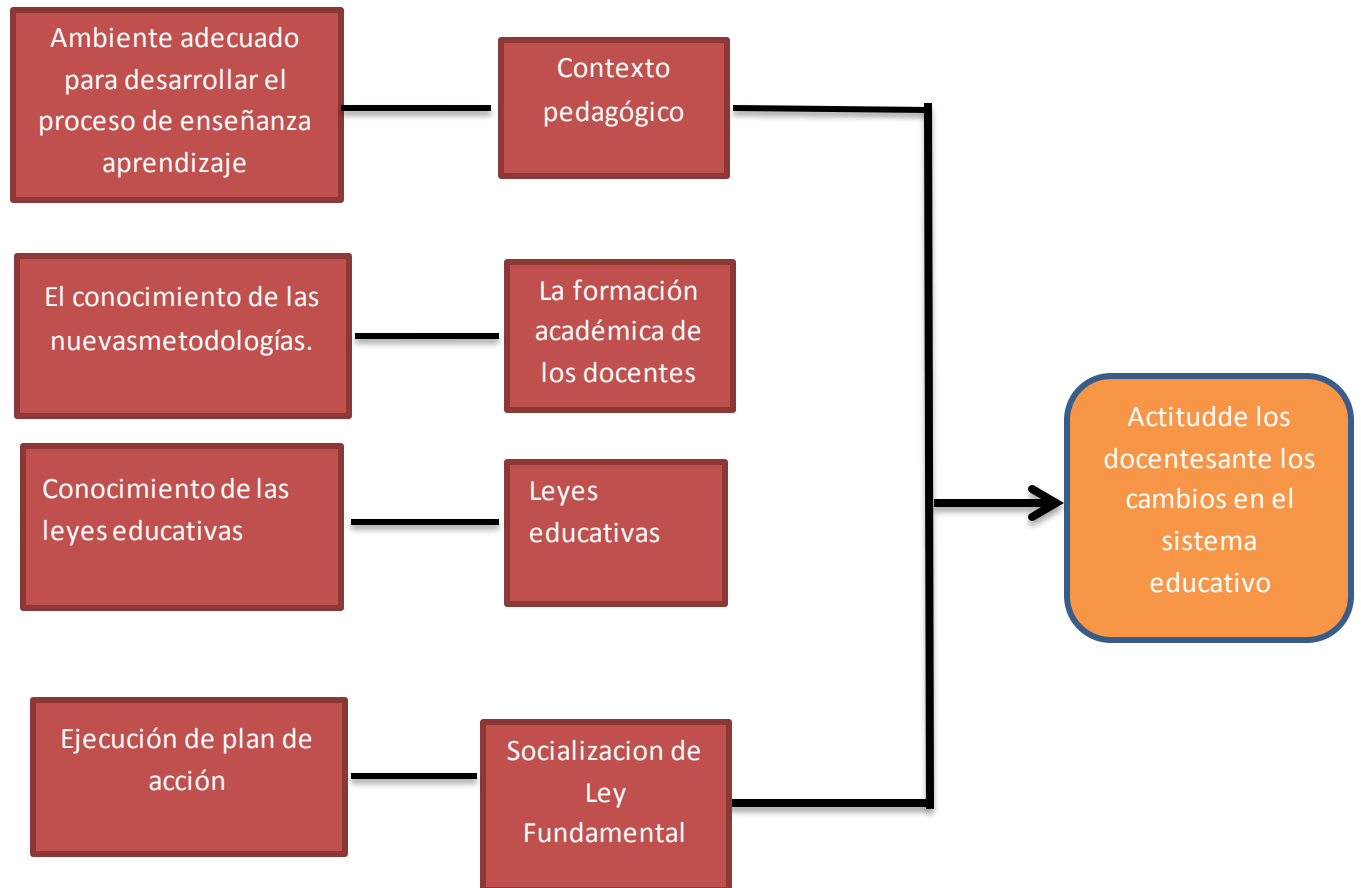 Ambiente adecuado
para desarrollar el
proceso de enseñanza
aprendizaje
Contexto
pedagógico
El conocimiento de las
nuevasmetodologías.
La formación
académica de
los docentes
Conocimiento de las
leyes educativas
Leyes
educativas
Ejecución de plan de
acción
Socializacion de
Ley
Fundamental
Actitudde los
docentesante los
cambios en el
sistema
educativo